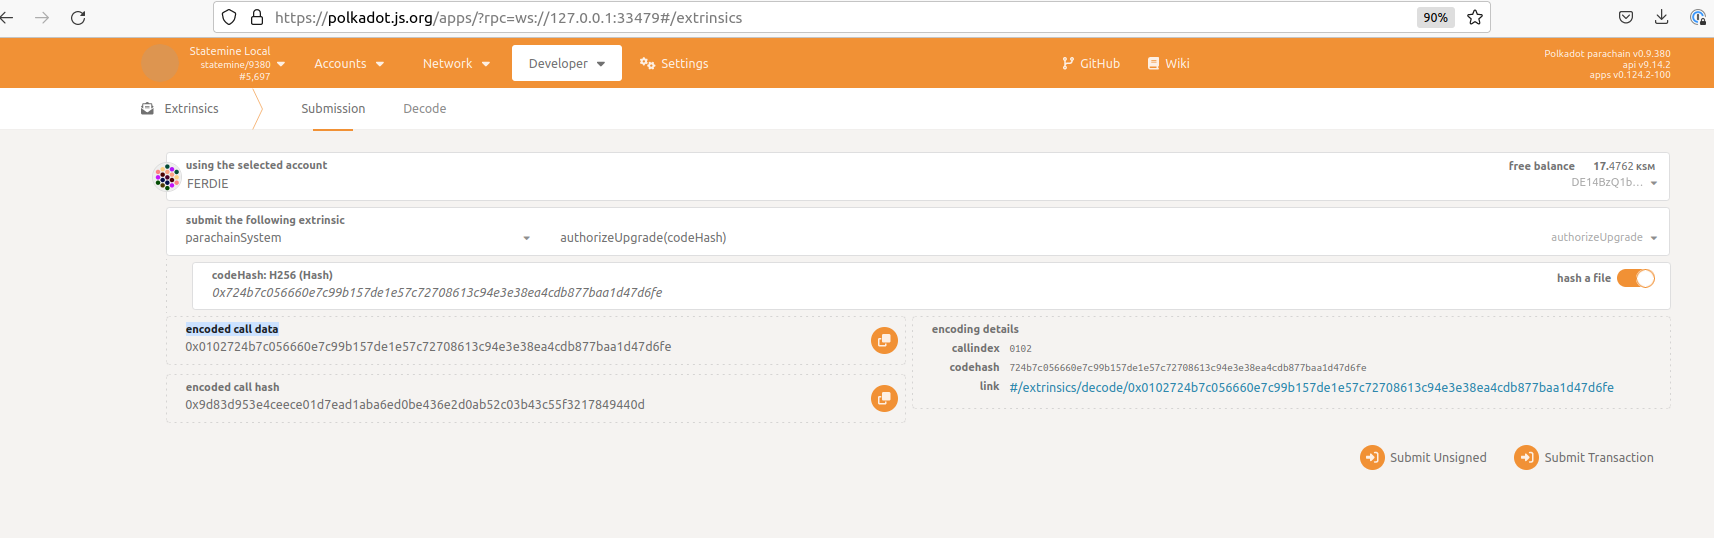 https://polkadot.js.org/apps/?rpc=ws://127.0.0.1:33479#/extrinsics
90%
Statemine Local
statemine/9380
#5,697
Accounts
Network
Developer
Settings
GitHub
Wiki
Polkadot parachain v0.9.380
api v9.14.2
apps v0.124.2-100
Extrinsics
Submission
Decode
using the selected account
FERDIE
free balance 17.4762 KSM
DE14BzQ1b...
submit the following extrinsic
parachainSystem
authorizeUpgrade(codeHash)
authorizeUpgrade
codeHash: H256 (Hash)
0x724b7c056660e7c99b157de1e57c72708613c94e3e38ea4cdb877baa1d47d6fe
hash a file
encoded call data
0x0102724b7c056660e7c99b157de1e57c72708613c94e3e38ea4cdb877baa1d47d6fe
encoded call hash
0x9d83d953e4ceece01d7ead1aba6ed0be436e2d0ab52c03b43c55f3217849440d
encoding details
callindex 0102
codehash 724b7c056660e7c99b157de1e57c72708613c94e3e38ea4cdb877baa1d47d6fe
link #/extrinsics/decode/0x0102724b7c056660e7c99b157de1e57c72708613c94e3e38ea4cdb877baa1d47d6fe
Submit Unsigned
Submit Transaction